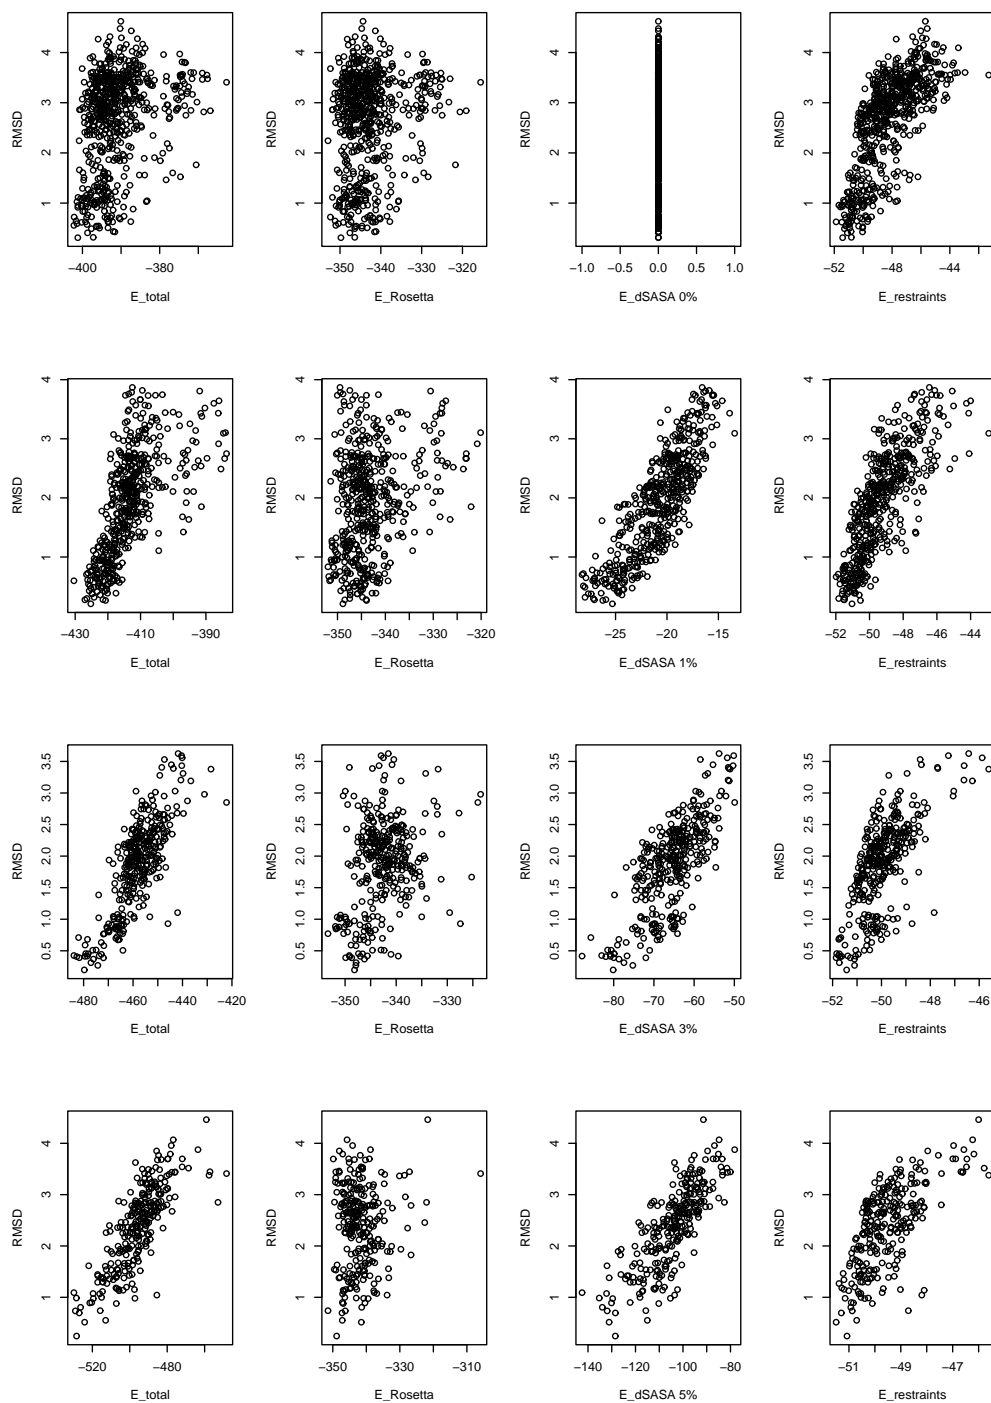 RMSD
4
3
2
1
−400 −380
E_total
RMSD
4
3
2
1
−350 −340 −330 −320
E_Rosetta
RMSD
4
3
2
1
−1.0 −0.5 0.0 0.5 1.0
E_dSASA 0%
RMSD
4
3
2
1
−52 −50 −48 −46 −44
E_restraints
RMSD
4
3
2
1
−430 −410 −390
E_total
RMSD
4
3
2
1
−350 −340 −330 −320
E_Rosetta
RMSD
4
3
2
1
−25 −20 −15
E_dSASA 1%
RMSD
4
3
2
1
−52 −50 −48 −46 −44
E_restraints
RMSD
3.5
3.0
2.5
2.0
1.5
1.0
0.5
−480 −460 −440 −420
E_total
RMSD
3.5
3.0
2.5
2.0
1.5
1.0
0.5
−350 −340 −330
E_Rosetta
RMSD
3.5
3.0
2.5
2.0
1.5
1.0
0.5
−80 −70 −60 −50
E_dSASA 3%
RMSD
3.5
3.0
2.5
2.0
1.5
1.0
0.5
−52 −50 −48 −46
E_restraints
RMSD
4
3
2
1
−520 −500 −480
E_total
RMSD
4
3
2
1
−350 −330 −310
E_Rosetta
RMSD
4
3
2
1
−140 −120 −100 −80
E_dSASA 5%
RMSD
4
3
2
1
−51 −49 −47
E_restraints